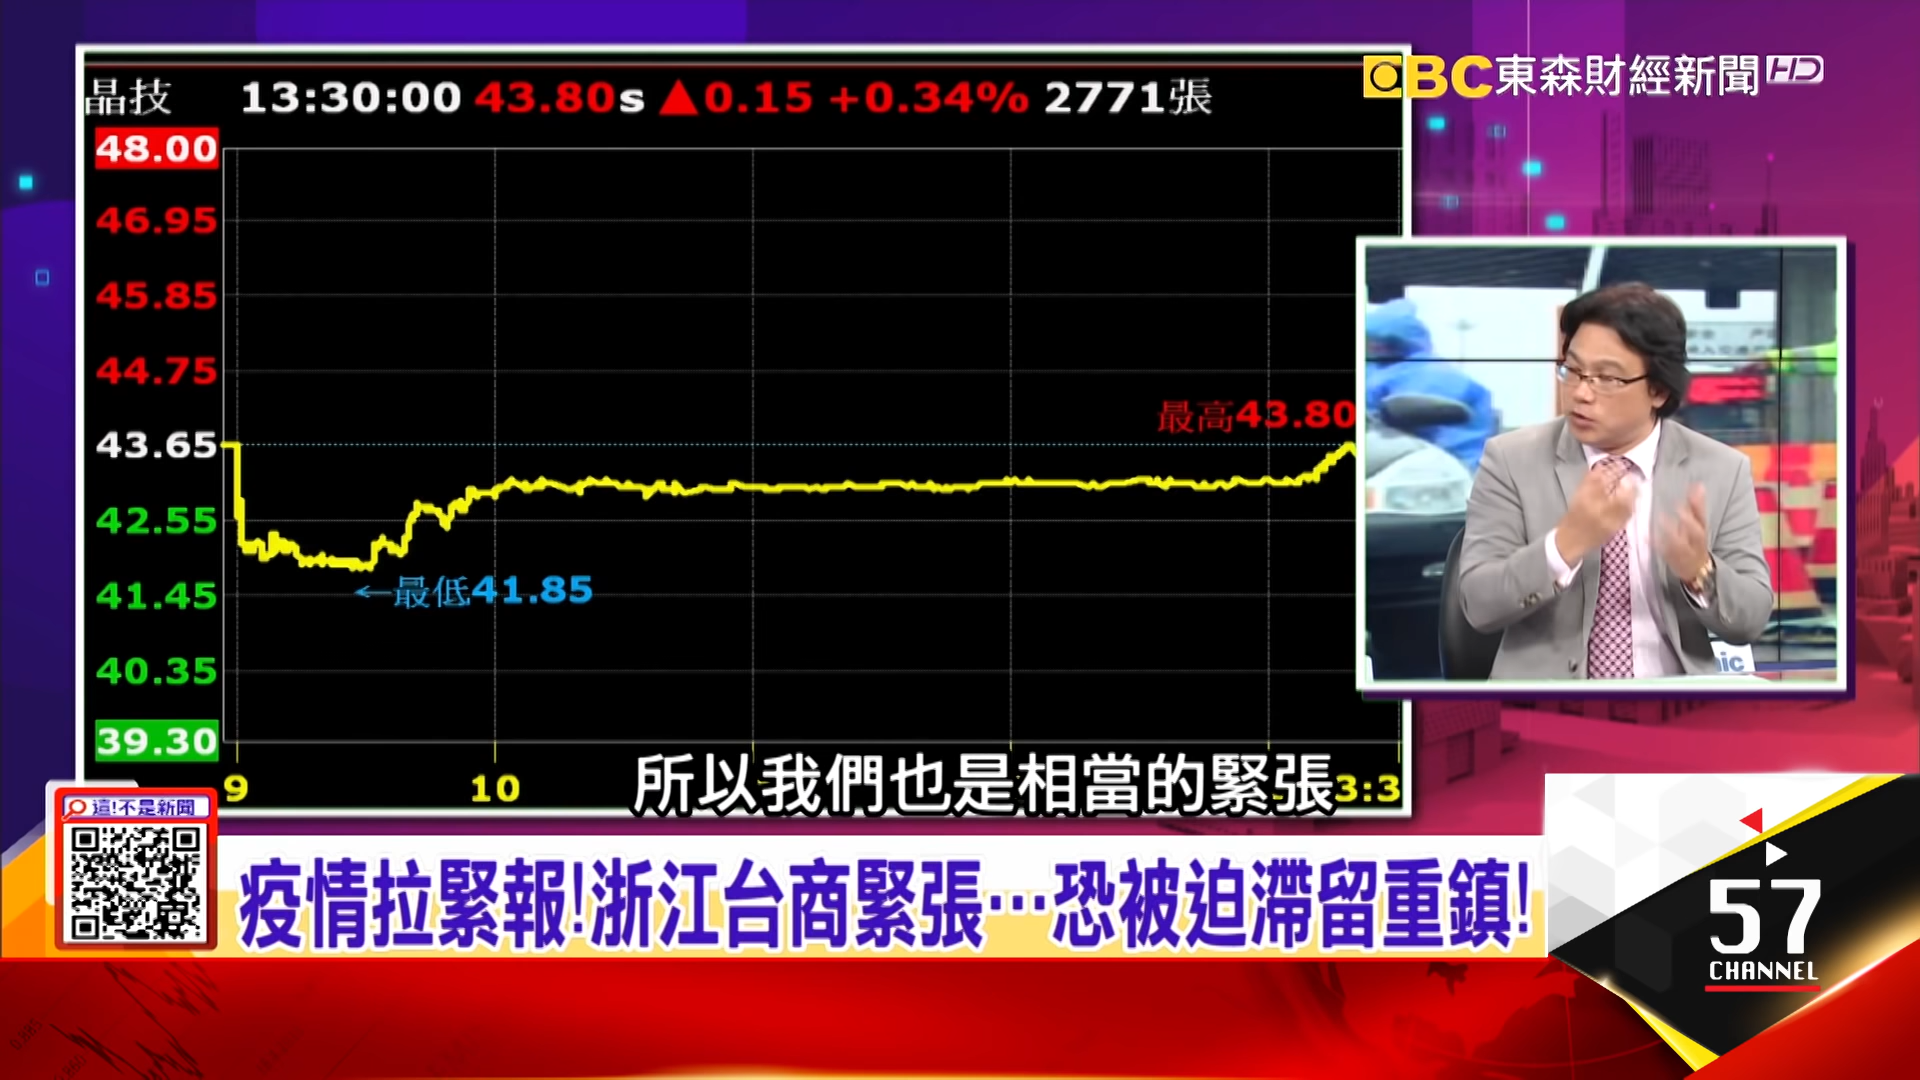 晶技 13:30:00 43.80s ▲0.15 +0.34% 2771張
EBC東森財經新聞HD
48.00
46.95
45.85
44.75
最高43.80
43.65
42.55
←最低41.85
41.45
40.35
39.30
9 10 3:3
所以我們也是相當的緊張
這!不是新聞
疫情拉緊報!浙江台商緊張…恐被迫滯留重鎮!
57
CHANNEL
nic